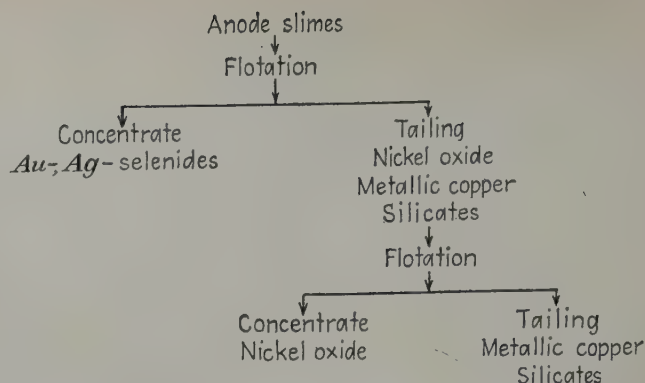 Anode slimes
Flotation
Concentrate
Au-, Ag-selenides
Tailing
Nickel oxide
Metallic copper
Silicates
Flotation
Concentrate
Nickel oxide
Tailing
Metallic copper
Silicates